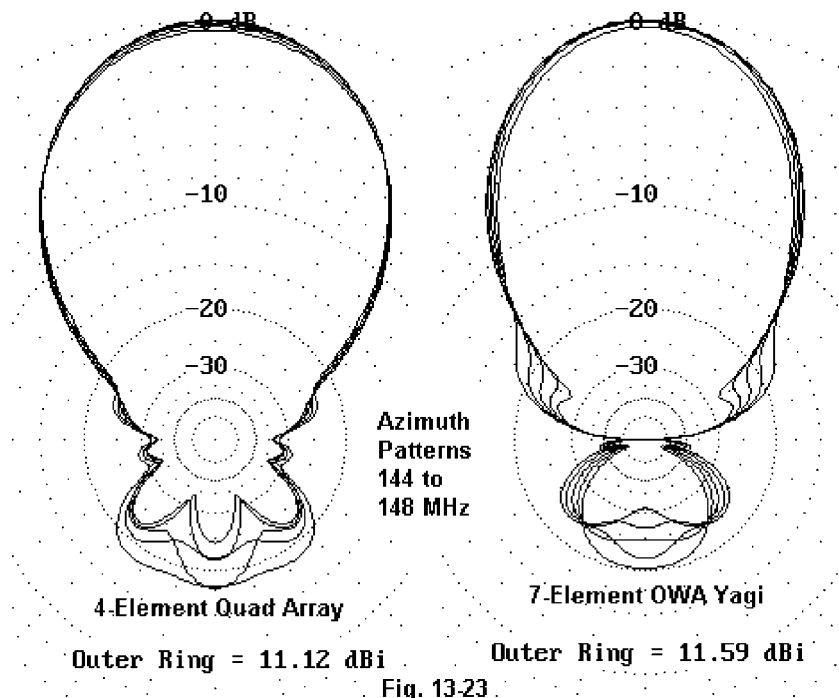 0 dB
-10
-20
-30
0 dB
-10
-20
-30
Azimuth
Patterns
144 to
148 MHz
4-Element Quad Array
7-Element OWA Yagi
Outer Ring = 11.12 dBi
Outer Ring = 11.59 dBi
Fig. 13-23